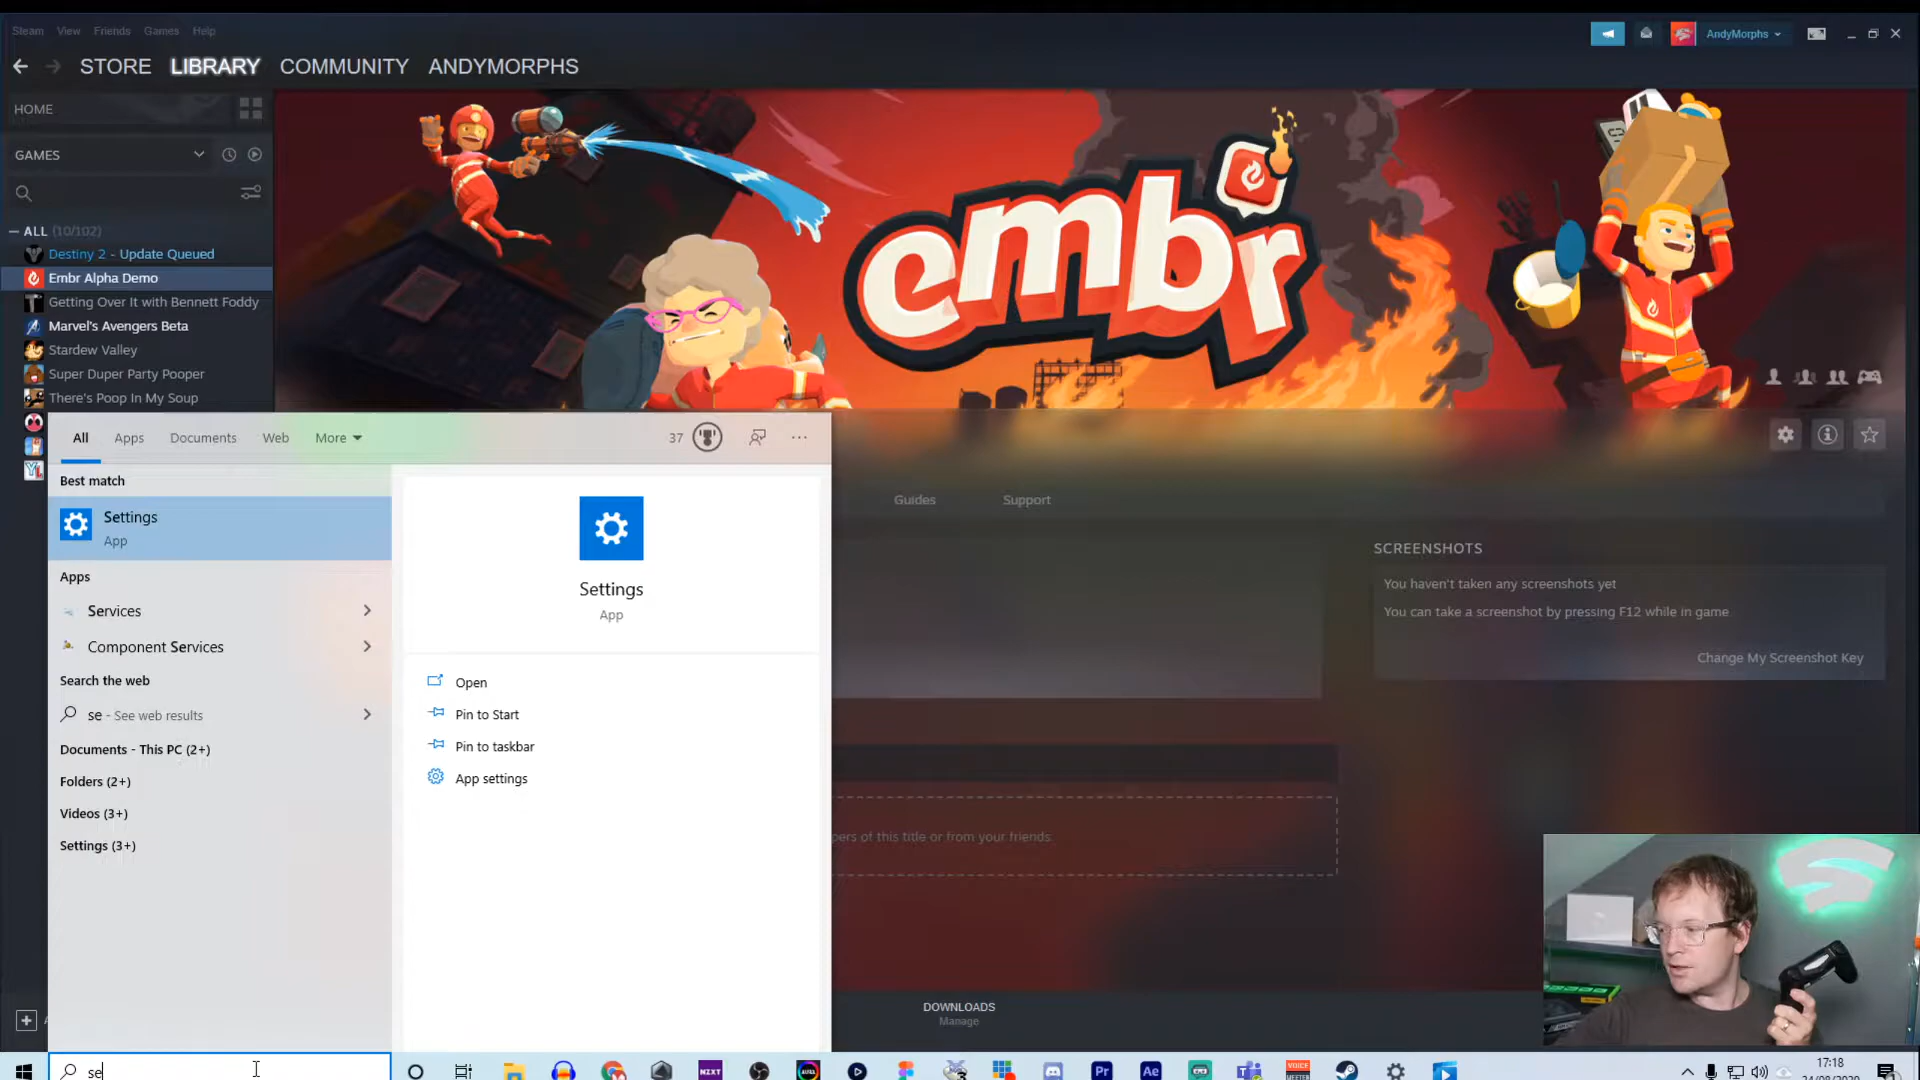 Steam View Friends Games Help
AndyMorphs
STORE LIBRARY COMMUNITY ANDYMORPHS
HOME
GAMES
ALL (10/102)
Destiny 2 - Update Queued
Embr Alpha Demo
Getting Over It with Bennett Foddy
Marvel's Avengers Beta
Stardew Valley
Super Duper Party Pooper
There's Poop In My Soup
embr
All Apps Documents Web More 37
Best match
Settings
App
Apps
Services
Component Services
Search the web
se - See web results
Documents - This PC (2+)
Folders (2+)
Videos (3+)
Settings (3+)
Settings
App
Open
Pin to Start
Pin to taskbar
App settings
Guides Support
SCREENSHOTS
You haven't taken any screenshots yet
You can take a screenshot by pressing F12 while in game
Change My Screenshot Key
of this title or from your friends.
DOWNLOADS
Manage
se
NZXT
Pr
Ae
17:18
24/08/2020